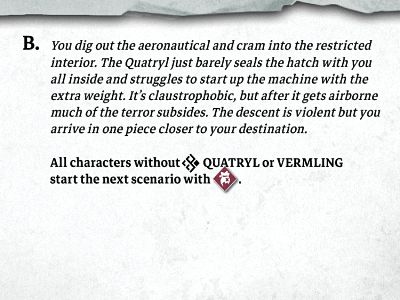 B. You dig out the aeronautical and cram into the restricted
interior. The Quatryl just barely seals the hatch with you
all inside and struggles to start up the machine with the
extra weight. It's claustrophobic, but after it gets airborne
much of the terror subsides. The descent is violent but you
arrive in one piece closer to your destination.
All characters without QUATRYL or VERMLING
start the next scenario with .